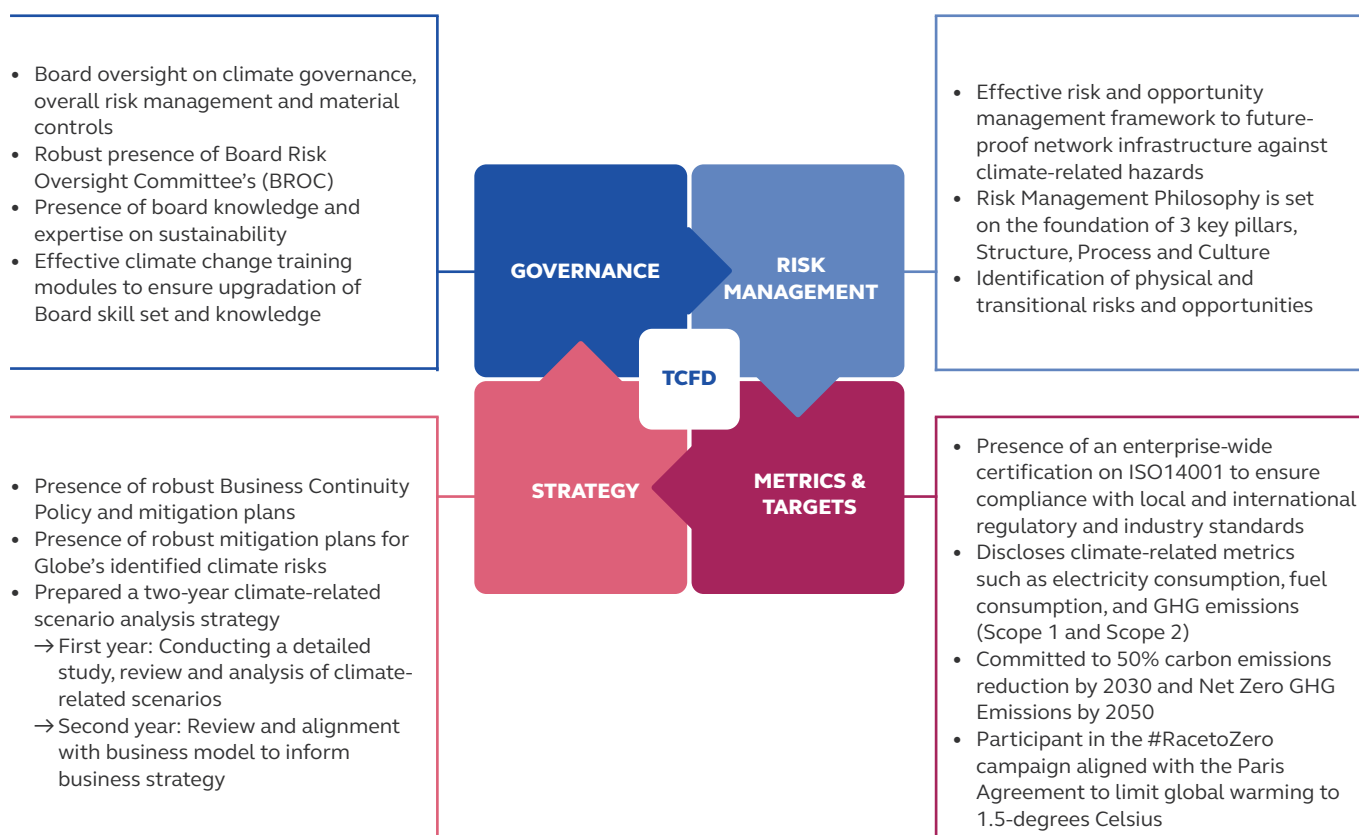 • Board oversight on climate governance,
overall risk management and material
controls
• Robust presence of Board Risk
Oversight Committee’s (BROC)
• Presence of board knowledge and
expertise on sustainability
• Effective climate change training
modules to ensure upgradation of
Board skill set and knowledge
GOVERNANCE
RISK
MANAGEMENT
• Effective risk and opportunity
management framework to future-
proof network infrastructure against
climate-related hazards
• Risk Management Philosophy is set
on the foundation of 3 key pillars,
Structure, Process and Culture
• Identification of physical and
transitional risks and opportunities
TCFD
• Presence of robust Business Continuity
Policy and mitigation plans
• Presence of robust mitigation plans for
Globe’s identified climate risks
• Prepared a two-year climate-related
scenario analysis strategy
→ First year: Conducting a detailed
study, review and analysis of climate-
related scenarios
→ Second year: Review and alignment
with business model to inform
business strategy
STRATEGY
METRICS &
TARGETS
• Presence of an enterprise-wide
certification on ISO14001 to ensure
compliance with local and international
regulatory and industry standards
• Discloses climate-related metrics
such as electricity consumption, fuel
consumption, and GHG emissions
(Scope 1 and Scope 2)
• Committed to 50% carbon emissions
reduction by 2030 and Net Zero GHG
Emissions by 2050
• Participant in the #RacetoZero
campaign aligned with the Paris
Agreement to limit global warming to
1.5-degrees Celsius